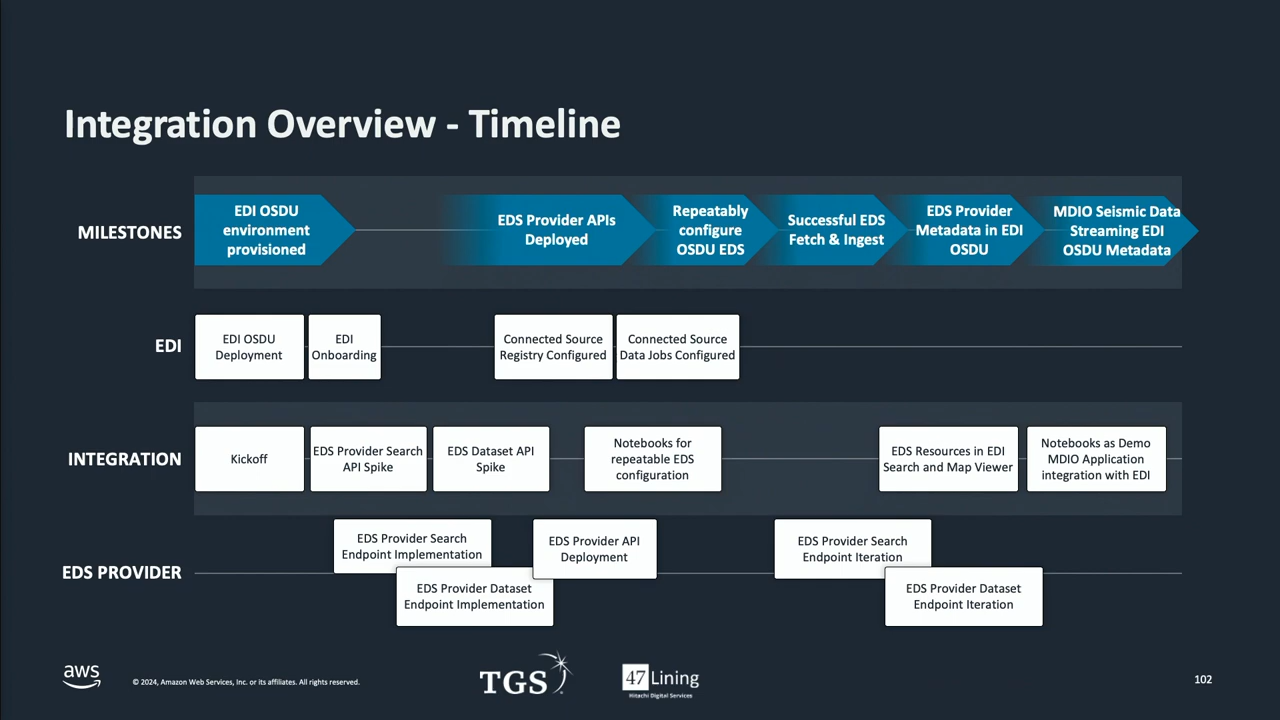 Integration Overview - Timeline
MILESTONES
EDI OSDU
environment
provisioned
EDS Provider APIs
Deployed
Repeatably
configure
OSDU EDS
Successful EDS
Fetch & Ingest
EDS Provider
Metadata in EDI
OSDU
MDIO Seismic Data
Streaming EDI
OSDU Metadata
EDI
EDI OSDU
Deployment
EDI
Onboarding
Connected Source
Registry Configured
Connected Source
Data Jobs Configured
INTEGRATION
Kickoff
EDS Provider Search
API Spike
EDS Dataset API
Spike
Notebooks for
repeatable EDS
configuration
EDS Resources in EDI
Search and Map Viewer
Notebooks as Demo
MDIO Application
integration with EDI
EDS PROVIDER
EDS Provider Search
Endpoint Implementation
EDS Provider Dataset
Endpoint Implementation
EDS Provider API
Deployment
EDS Provider Search
Endpoint Iteration
EDS Provider Dataset
Endpoint Iteration
aws
© 2024, Amazon Web Services, Inc. or its affiliates. All rights reserved.
TGS
47 Lining
Hitachi Digital Services
102